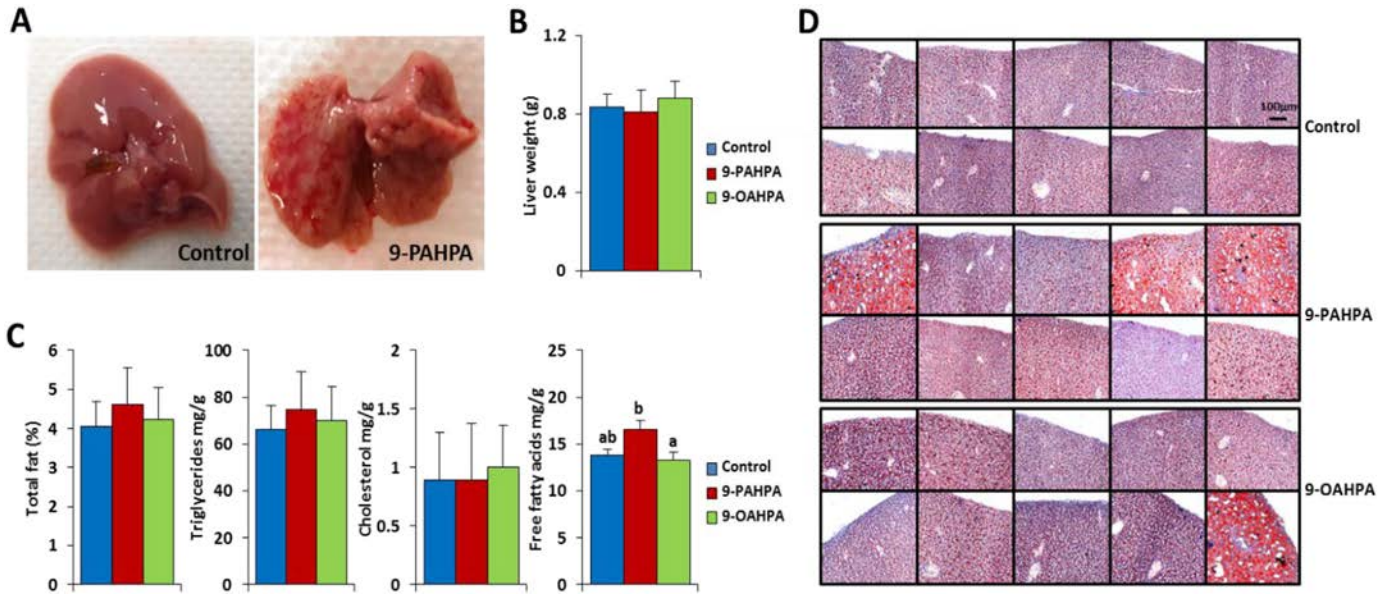 A
Control
9-PAHPA
B
Liver weight (g)
1.2
0.8
0.4
0
Control
9-PAHPA
9-OAHPA
C
Total fat (%)
6
5
4
3
2
1
0
Triglycerides mg/g
100
80
60
40
20
0
Cholesterol mg/g
2
1.5
1
0.5
0
Free fatty acids mg/g
25
20
15
10
5
0
ab
b
a
Control
9-PAHPA
9-OAHPA
D
100µm
Control
9-PAHPA
9-OAHPA